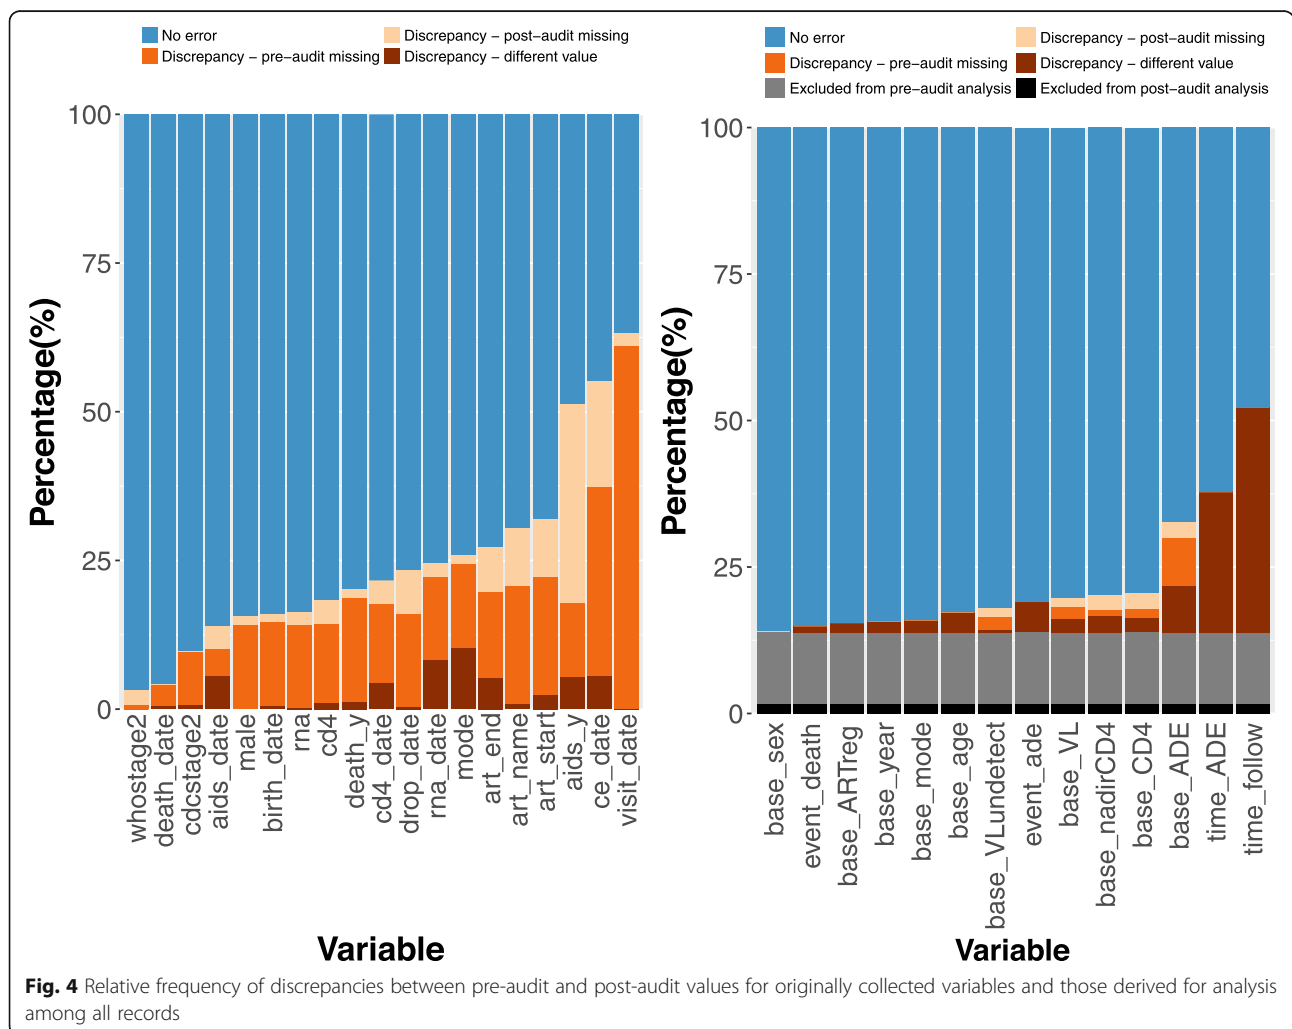 No error
Discrepancy – post–audit missing
Discrepancy – pre–audit missing
Discrepancy – different value
100
75
50
25
0
Percentage(%)
whostage2
death_date
cdcstage2
aids_date
male
birth_date
rna
cd4
death_y
cd4_date
drop_date
rna_date
mode
art_end
art_name
art_start
aids_y
ce_date
visit_date
Variable
No error
Discrepancy – post–audit missing
Discrepancy – pre–audit missing
Discrepancy – different value
Excluded from pre–audit analysis
Excluded from post–audit analysis
100
75
50
25
0
Percentage(%)
base_sex
event_death
base_ARTreg
base_year
base_mode
base_age
base_VLundetect
event_ade
base_VL
base_nadirCD4
base_CD4
base_ADE
time_ADE
time_follow
Variable
Fig. 4 Relative frequency of discrepancies between pre-audit and post-audit values for originally collected variables and those derived for analysis
among all records